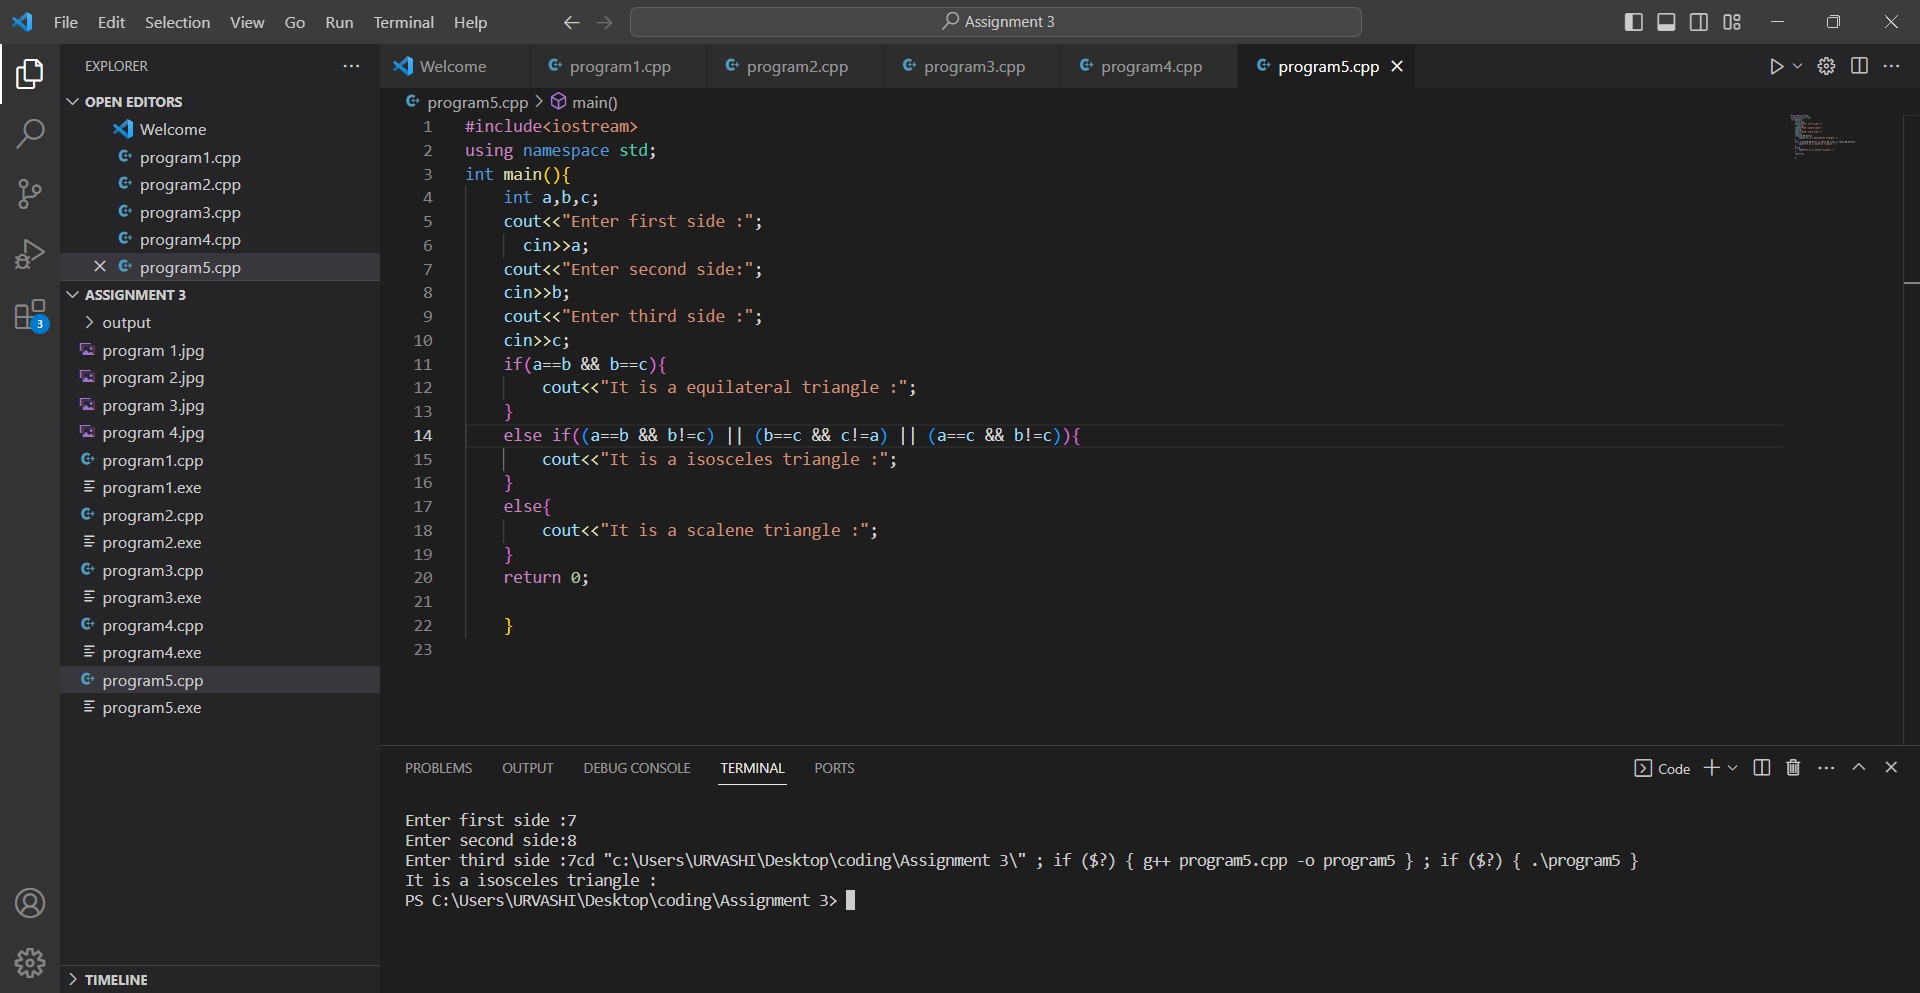 File Edit Selection View Go Run Terminal Help
Assignment 3
EXPLORER
OPEN EDITORS
Welcome
program1.cpp
program2.cpp
program3.cpp
program4.cpp
program5.cpp
ASSIGNMENT 3
output
program 1.jpg
program 2.jpg
program 3.jpg
program 4.jpg
program1.cpp
program1.exe
program2.cpp
program2.exe
program3.cpp
program3.exe
program4.cpp
program4.exe
program5.cpp
program5.exe
TIMELINE
3
Welcome program1.cpp program2.cpp program3.cpp program4.cpp program5.cpp
program5.cpp > main()
1 #include<iostream>
2 using namespace std;
3 int main(){
4 int a,b,c;
5 cout<<"Enter first side :";
6 cin>>a;
7 cout<<"Enter second side:";
8 cin>>b;
9 cout<<"Enter third side :";
10 cin>>c;
11 if(a==b && b==c){
12 cout<<"It is a equilateral triangle :";
13 }
14 else if((a==b && b!=c) || (b==c && c!=a) || (a==c && b!=c)){
15 cout<<"It is a isosceles triangle :";
16 }
17 else{
18 cout<<"It is a scalene triangle :";
19 }
20 return 0;
21
22 }
23
PROBLEMS OUTPUT DEBUG CONSOLE TERMINAL PORTS
Code
Enter first side :7
Enter second side:8
Enter third side :7cd "c:\Users\URVASHI\Desktop\coding\Assignment 3\" ; if ($?) { g++ program5.cpp -o program5 } ; if ($?) { .\program5 }
It is a isosceles triangle :
PS C:\Users\URVASHI\Desktop\coding\Assignment 3>